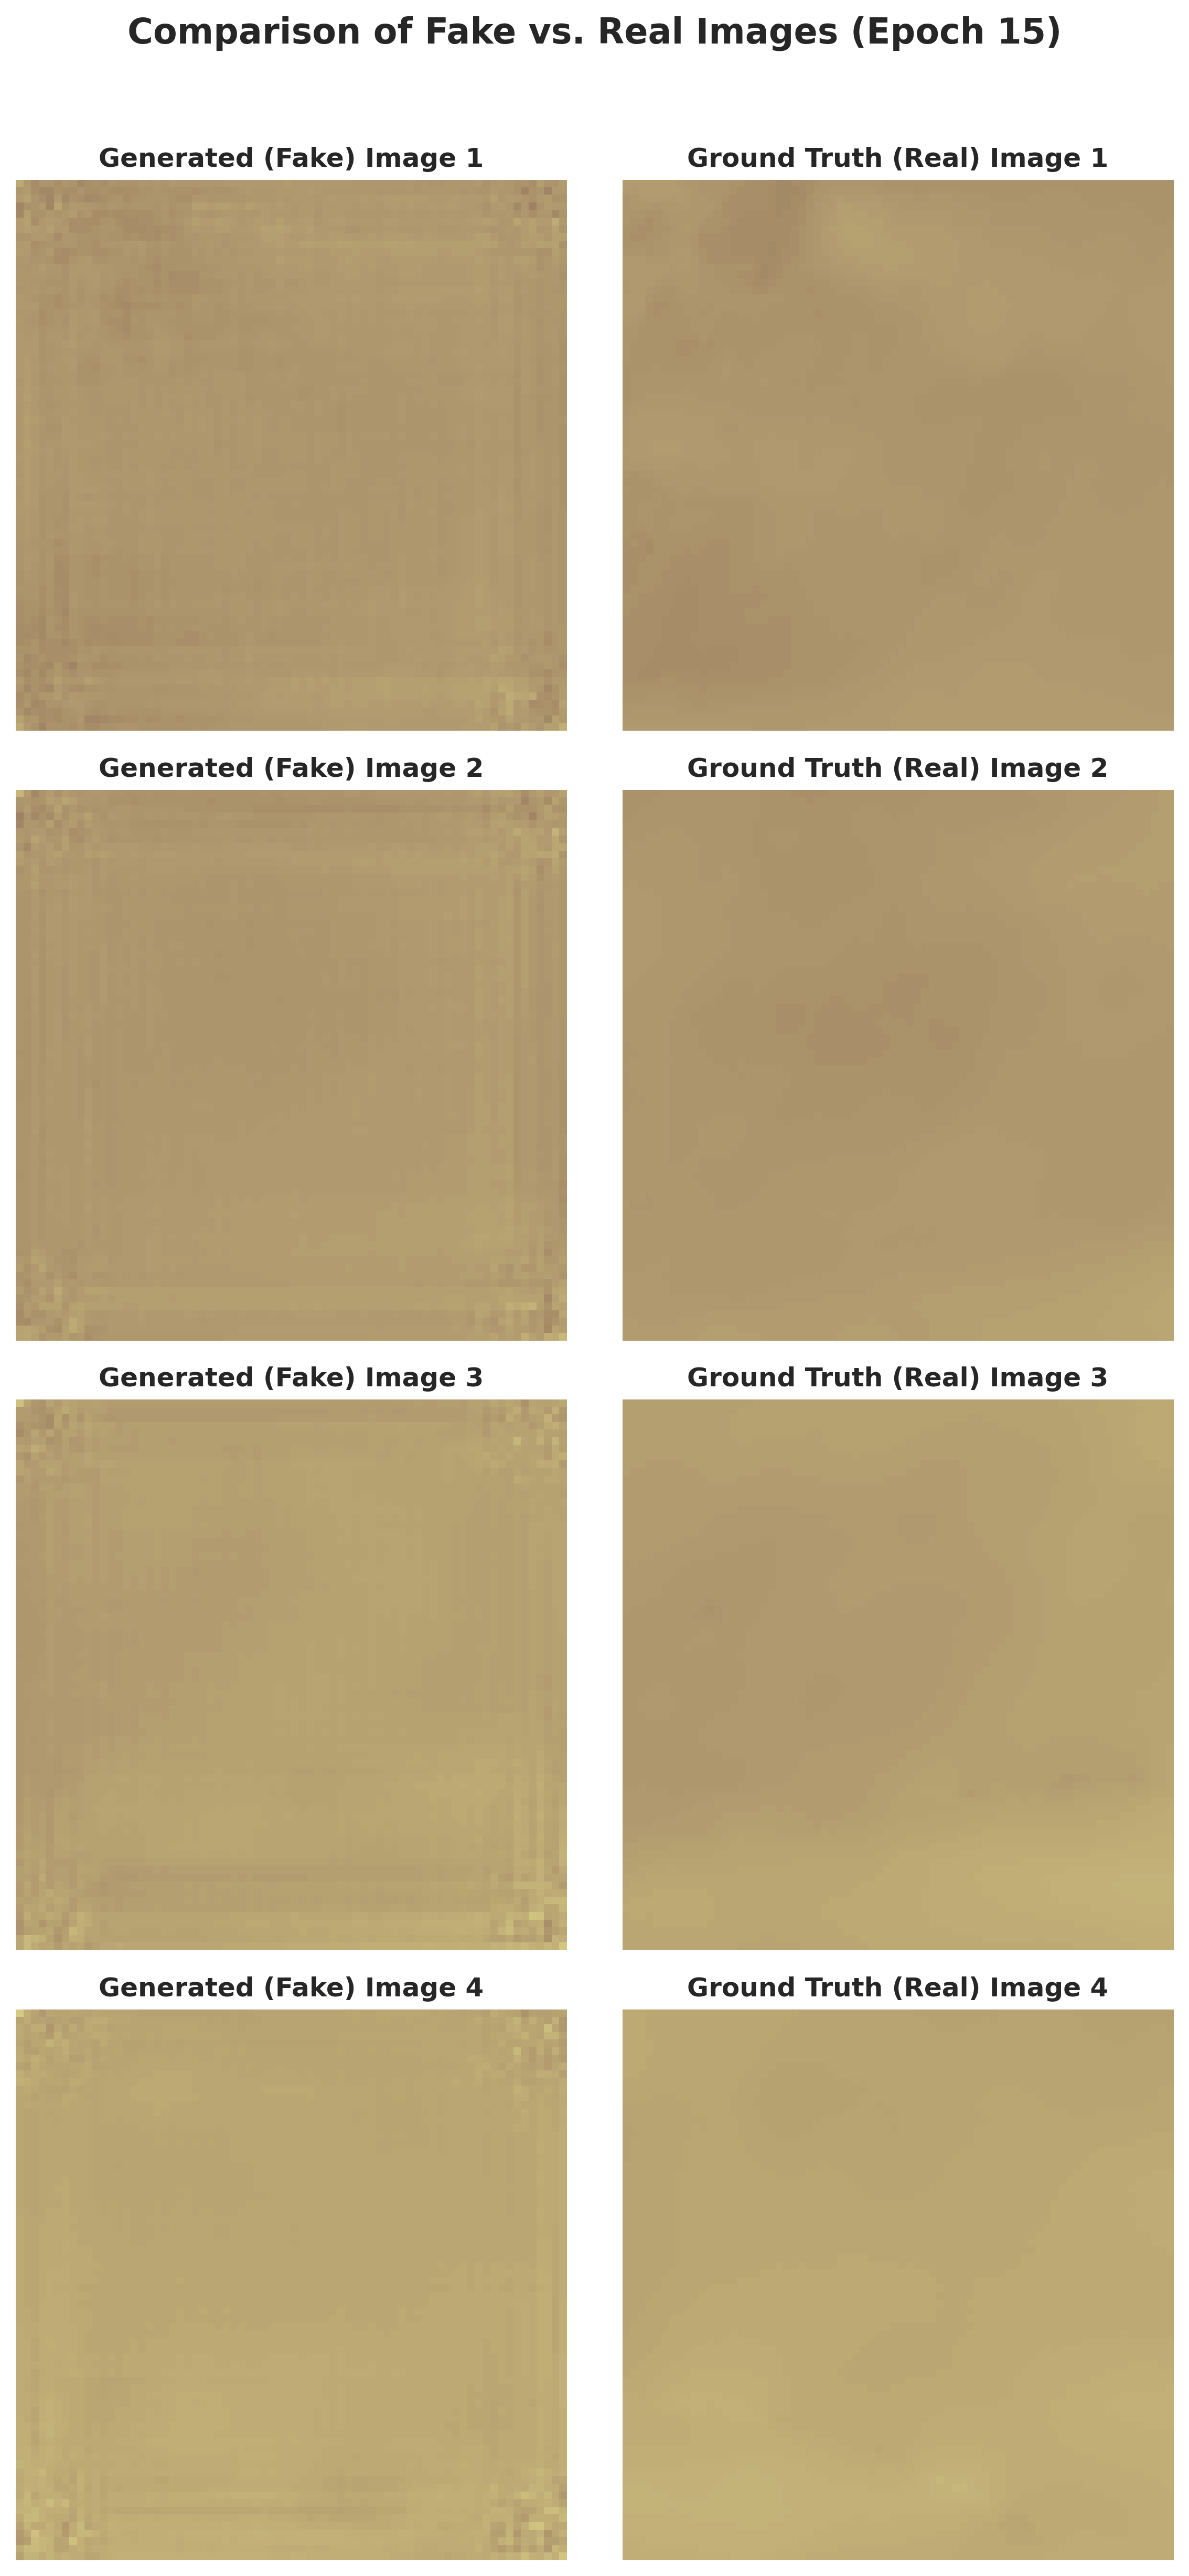 Comparison of Fake vs. Real Images (Epoch 15)
Generated (Fake) Image 1
Ground Truth (Real) Image 1
Generated (Fake) Image 2
Ground Truth (Real) Image 2
Generated (Fake) Image 3
Ground Truth (Real) Image 3
Generated (Fake) Image 4
Ground Truth (Real) Image 4